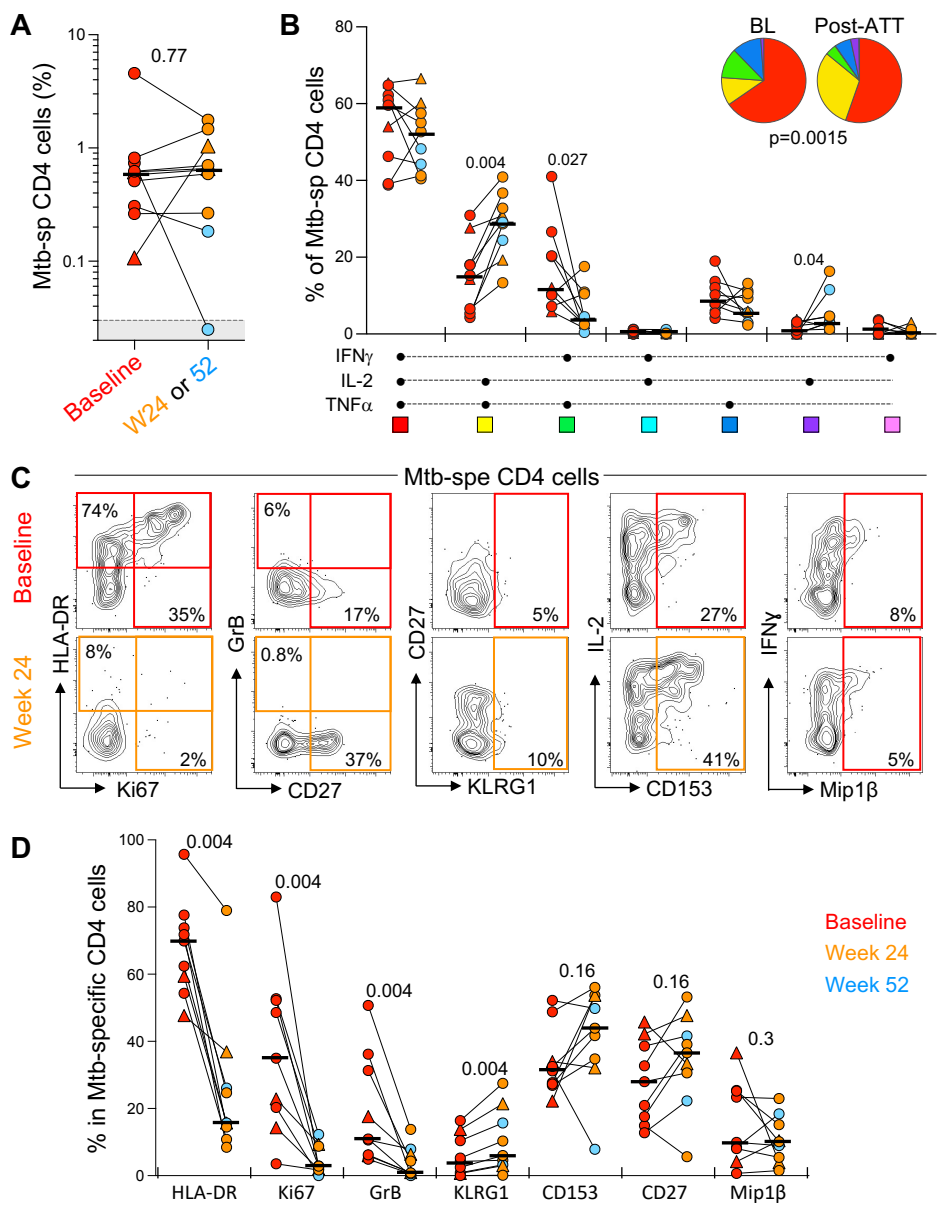 A
Mtb-sp CD4 cells (%)
10
1
0.1
0.77
Baseline
W24 or 52
B
% of Mtb-sp CD4 cells
80
60
40
20
0
0.004
0.027
0.04
BL
Post-ATT
p=0.0015
IFNγ
IL-2
TNFα
C
Mtb-spe CD4 cells
Baseline
74%
35%
6%
17%
5%
27%
8%
Week 24
8%
2%
0.8%
37%
10%
41%
5%
HLA-DR
GrB
CD27
IL-2
IFNγ
Ki67
CD27
KLRG1
CD153
Mip1β
D
% in Mtb-specific CD4 cells
100
80
60
40
20
0
0.004
0.004
0.004
0.004
0.16
0.16
0.3
Baseline
Week 24
Week 52
HLA-DR
Ki67
GrB
KLRG1
CD153
CD27
Mip1β